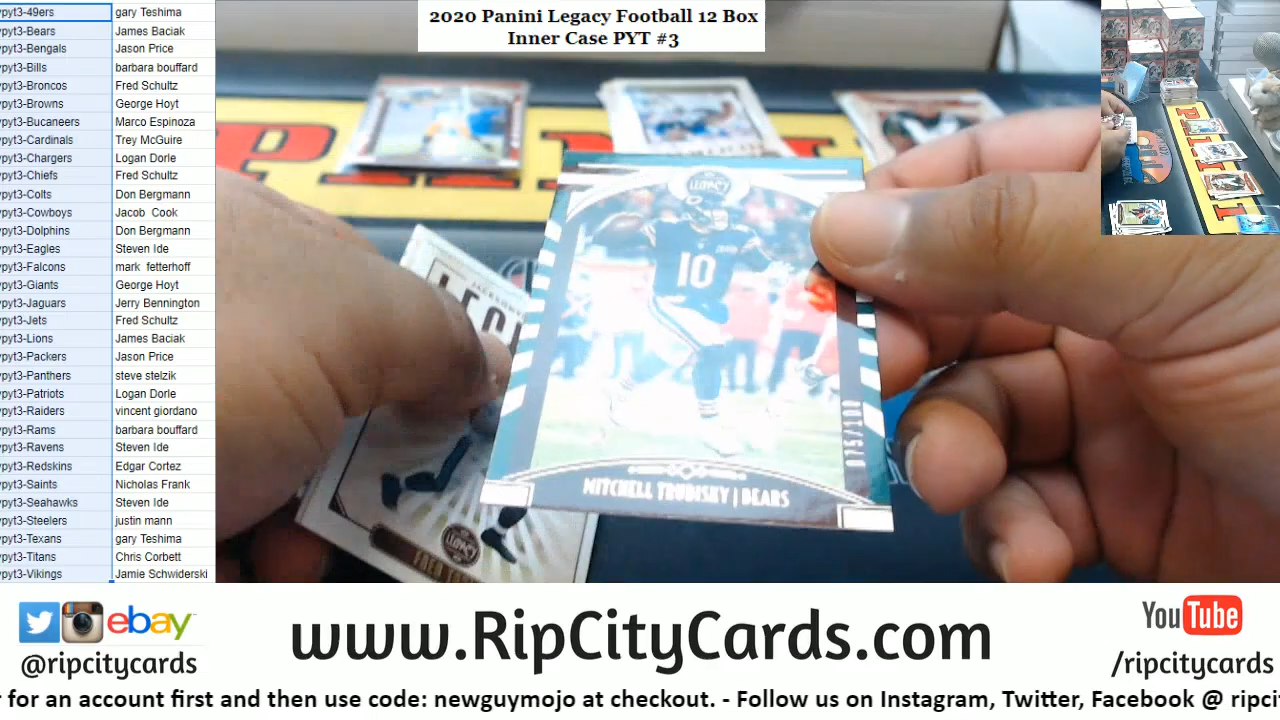 2020 Panini Legacy Football 12 Box
Inner Case PYT #3
pyt3-49ers gary Teshima
pyt3-Bears James Baciak
pyt3-Bengals Jason Price
pyt3-Bills barbara bouffard
pyt3-Broncos Fred Schultz
pyt3-Browns George Hoyt
pyt3-Bucaneers Marco Espinoza
pyt3-Cardinals Trey McGuire
pyt3-Chargers Logan Dorle
pyt3-Chiefs Fred Schultz
pyt3-Colts Don Bergmann
pyt3-Cowboys Jacob Cook
pyt3-Dolphins Don Bergmann
pyt3-Eagles Steven Ide
pyt3-Falcons mark fetterhoff
pyt3-Giants George Hoyt
pyt3-Jaguars Jerry Bennington
pyt3-Jets Fred Schultz
pyt3-Lions James Baciak
pyt3-Packers Jason Price
pyt3-Panthers steve stelzik
pyt3-Patriots Logan Dorle
pyt3-Raiders vincent giordano
pyt3-Rams barbara bouffard
pyt3-Ravens Steven Ide
pyt3-Redskins Edgar Cortez
pyt3-Saints Nicholas Frank
pyt3-Seahawks Steven Ide
pyt3-Steelers justin mann
pyt3-Texans gary Teshima
pyt3-Titans Chris Corbett
pyt3-Vikings Jamie Schwiderski
LEGACY
10
075/100
MITCHELL TRUBISKY | BEARS
ebay
@ripcitycards
www.RipCityCards.com
YouTube
/ripcitycards
for an account first and then use code: newguymojo at checkout. - Follow us on Instagram, Twitter, Facebook @ ripci